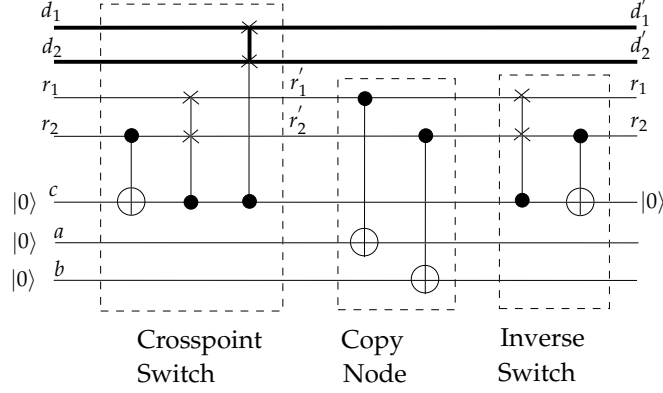 d₁ d₁′
d₂ d₂′
r₁ r₁′ r₁
r₂ r₂′ r₂
|0⟩ c |0⟩
|0⟩ a
|0⟩ b
Crosspoint Copy Inverse
Switch Node Switch